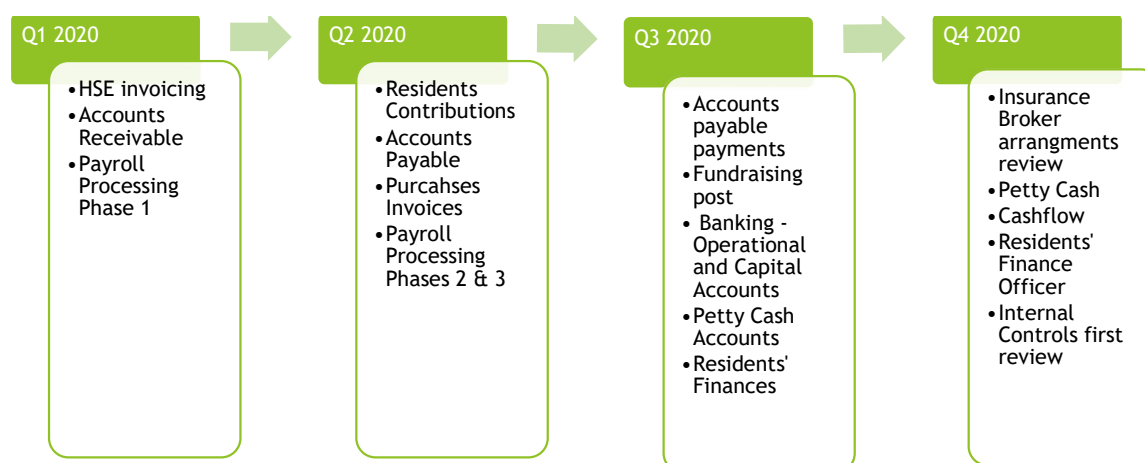 Q1 2020
•HSE invoicing
•Accounts
Receivable
•Payroll
Processing
Phase 1
Q2 2020
•Residents
Contributions
•Accounts
Payable
•Purcahses
Invoices
•Payroll
Processing
Phases 2 & 3
Q3 2020
•Accounts
payable
payments
•Fundraising
post
• Banking -
Operational
and Capital
Accounts
•Petty Cash
Accounts
•Residents'
Finances
Q4 2020
•Insurance
Broker
arrangments
review
•Petty Cash
•Cashflow
•Residents'
Finance
Officer
•Internal
Controls first
review